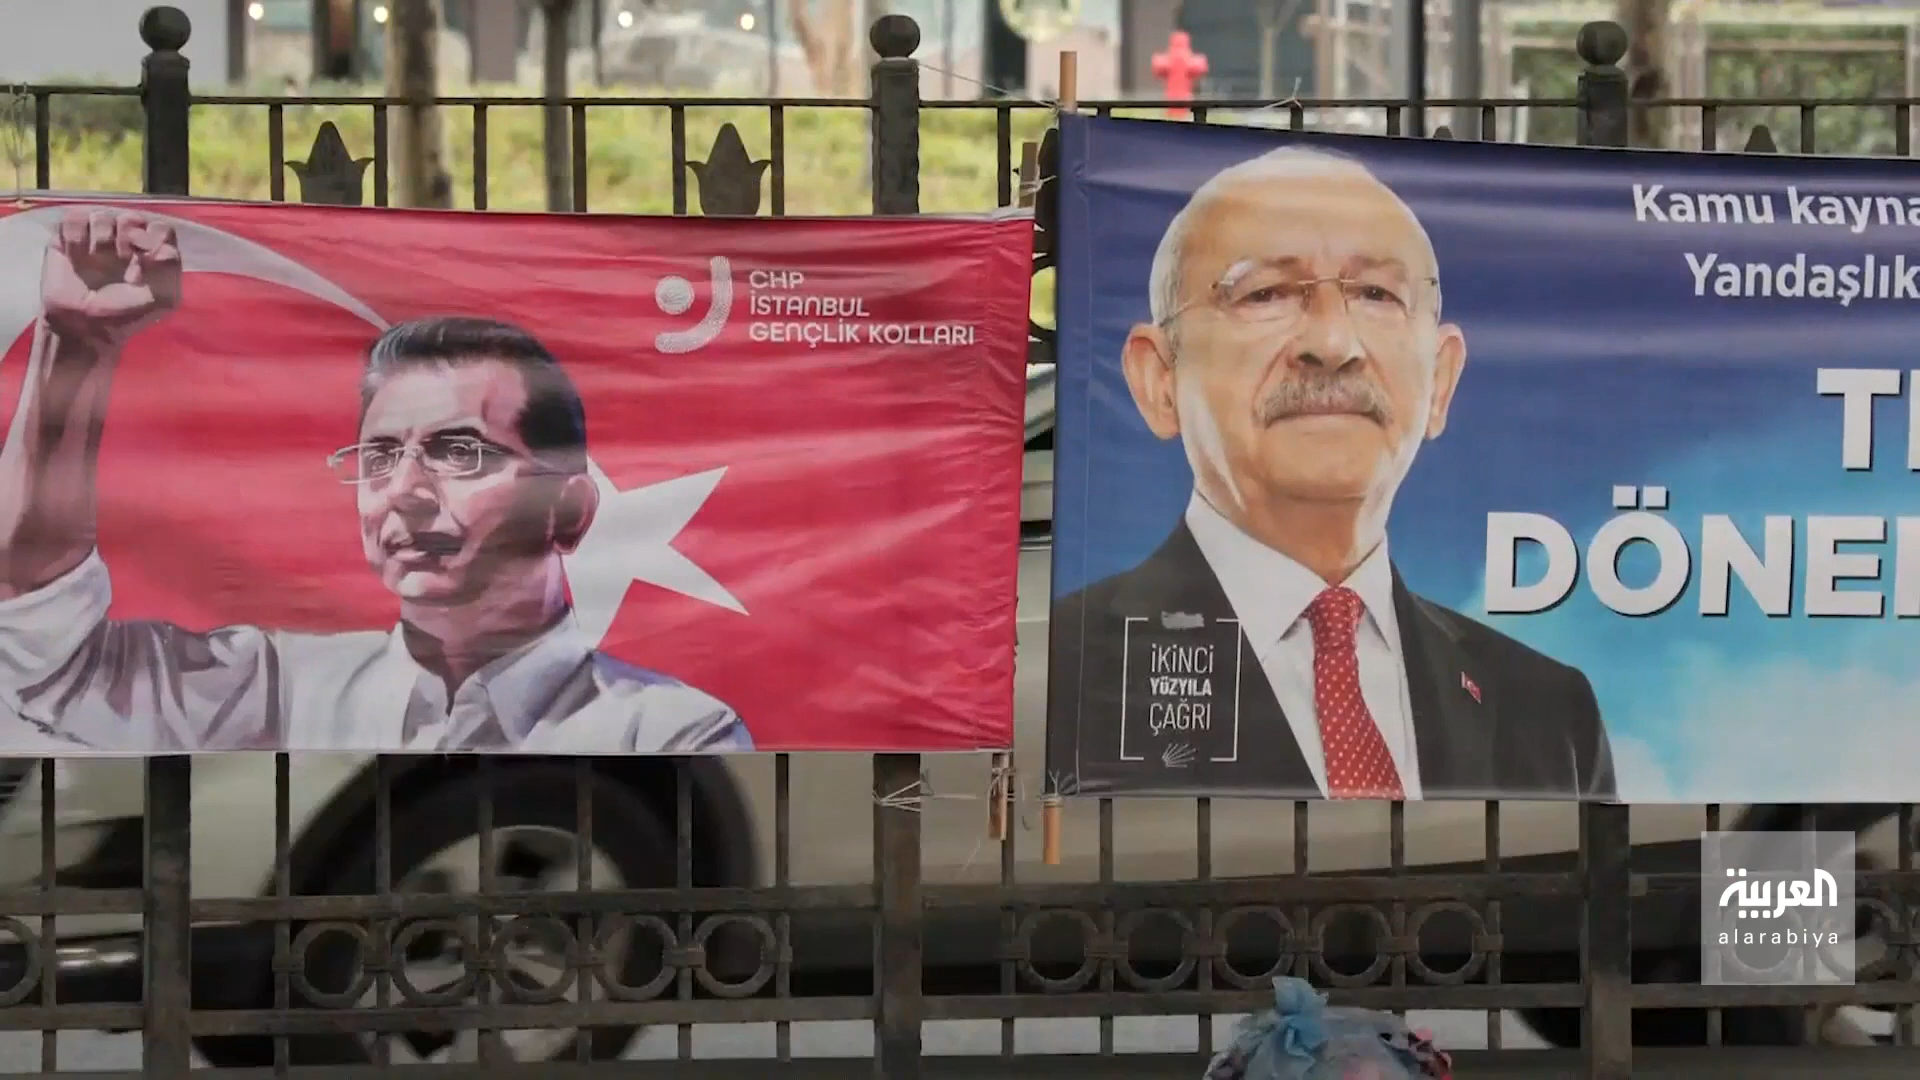 CHP
İSTANBUL
GENÇLİK KOLLARI
Kamu kayna
Yandaşlık
DÖNE
İKİNCİ
YÜZYILA
ÇAĞRI
العربية
alarabiya